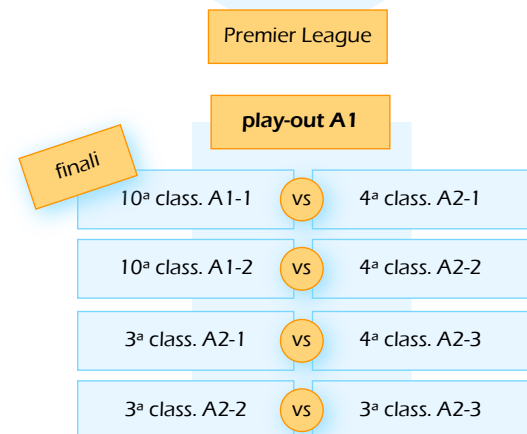 Premier League
play-out A1
finali
10ª class. A1-1 vs 4ª class. A2-1
10ª class. A1-2 vs 4ª class. A2-2
3ª class. A2-1 vs 4ª class. A2-3
3ª class. A2-2 vs 3ª class. A2-3